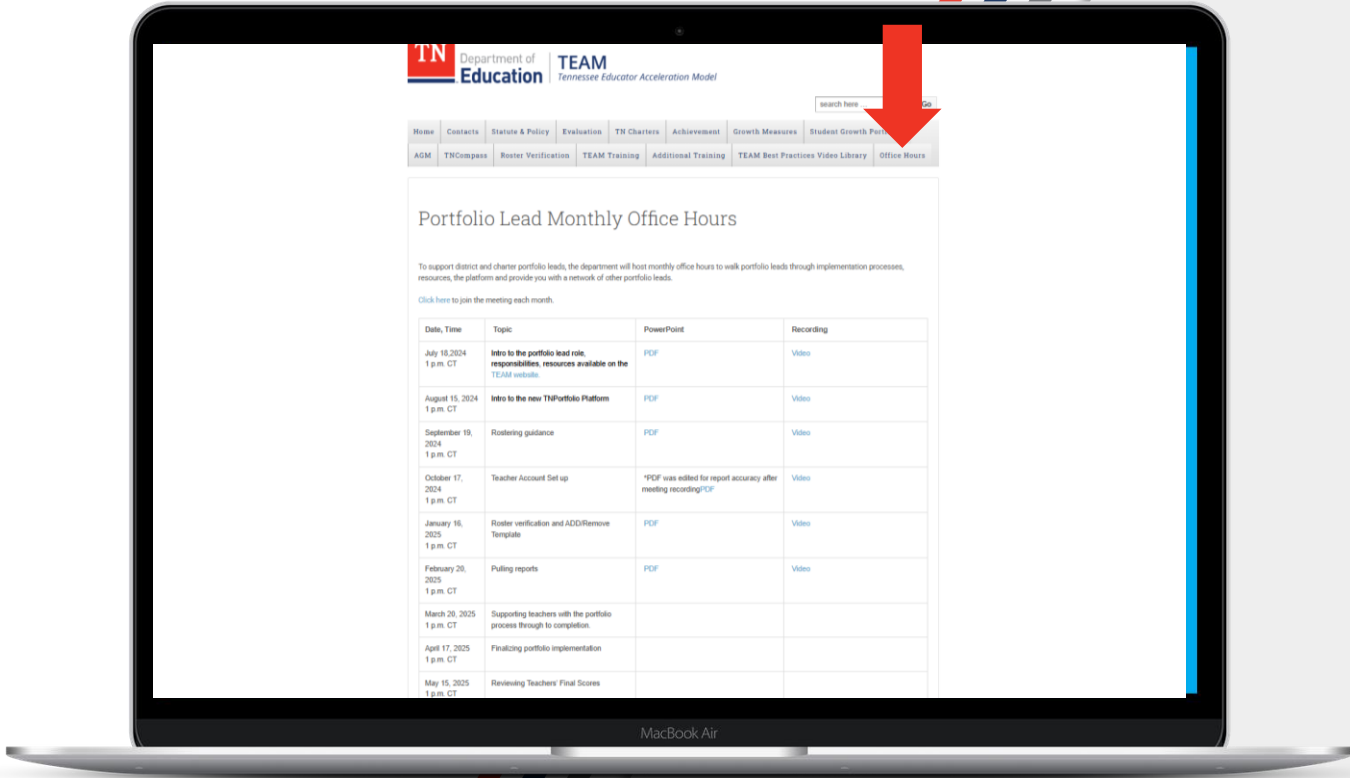 TN
Department of
Education
TEAM
Tennessee Educator Acceleration Model
search here ...
Go
Home Contacts Statute & Policy Evaluation TN Charters Achievement Growth Measures Student Growth
AGM TNCompass Roster Verification TEAM Training Additional Training TEAM Best Practices Video Library Office Hours
Portfolio Lead Monthly Office Hours
To support district and charter portfolio leads, the department will host monthly office hours to walk portfolio leads through implementation processes,
resources, the platform and provide you with a network of other portfolio leads.
Click here to join the meeting each month.
Date, Time Topic PowerPoint Recording
July 18,2024 Intro to the portfolio lead role, PDF Video
1 p.m. CT responsibilities, resources available on the
TEAM website.
August 15, 2024 Intro to the new TNPortfolio Platform PDF Video
1 p.m. CT
September 19, Rostering guidance PDF Video
2024
1 p.m. CT
October 17, Teacher Account Set up *PDF was edited for report accuracy after Video
2024 meeting recordingPDF
1 p.m. CT
January 16, Roster verification and ADD/Remove PDF Video
2025 Template
1 p.m. CT
February 20, Pulling reports PDF Video
2025
1 p.m. CT
March 20, 2025 Supporting teachers with the portfolio
1 p.m. CT process through to completion.
April 17, 2025 Finalizing portfolio implementation
1 p.m. CT
May 15, 2025 Reviewing Teachers' Final Scores
1 p.m. CT
MacBook Air